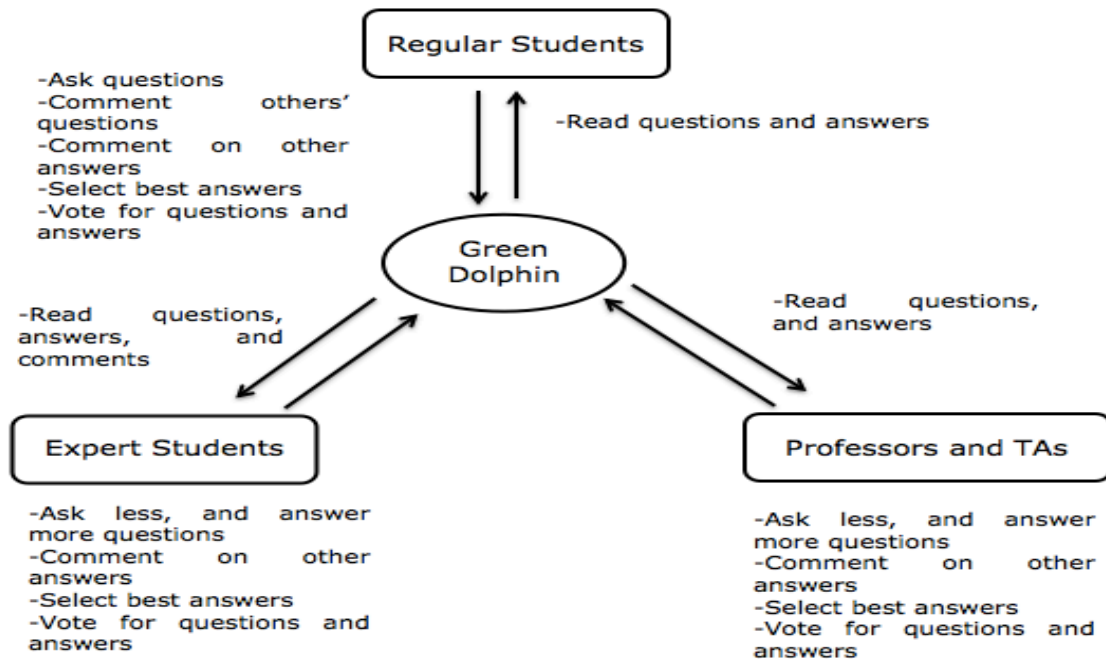 Regular Students
-Ask questions
-Comment others’
questions
-Comment on other
answers
-Select best answers
-Vote for questions and
answers
-Read questions and answers
Green
Dolphin
-Read questions,
answers, and
comments
-Read questions,
and answers
Expert Students
Professors and TAs
-Ask less, and answer
more questions
-Comment on other
answers
-Select best answers
-Vote for questions and
answers
-Ask less, and answer
more questions
-Comment on other
answers
-Select best answers
-Vote for questions and
answers